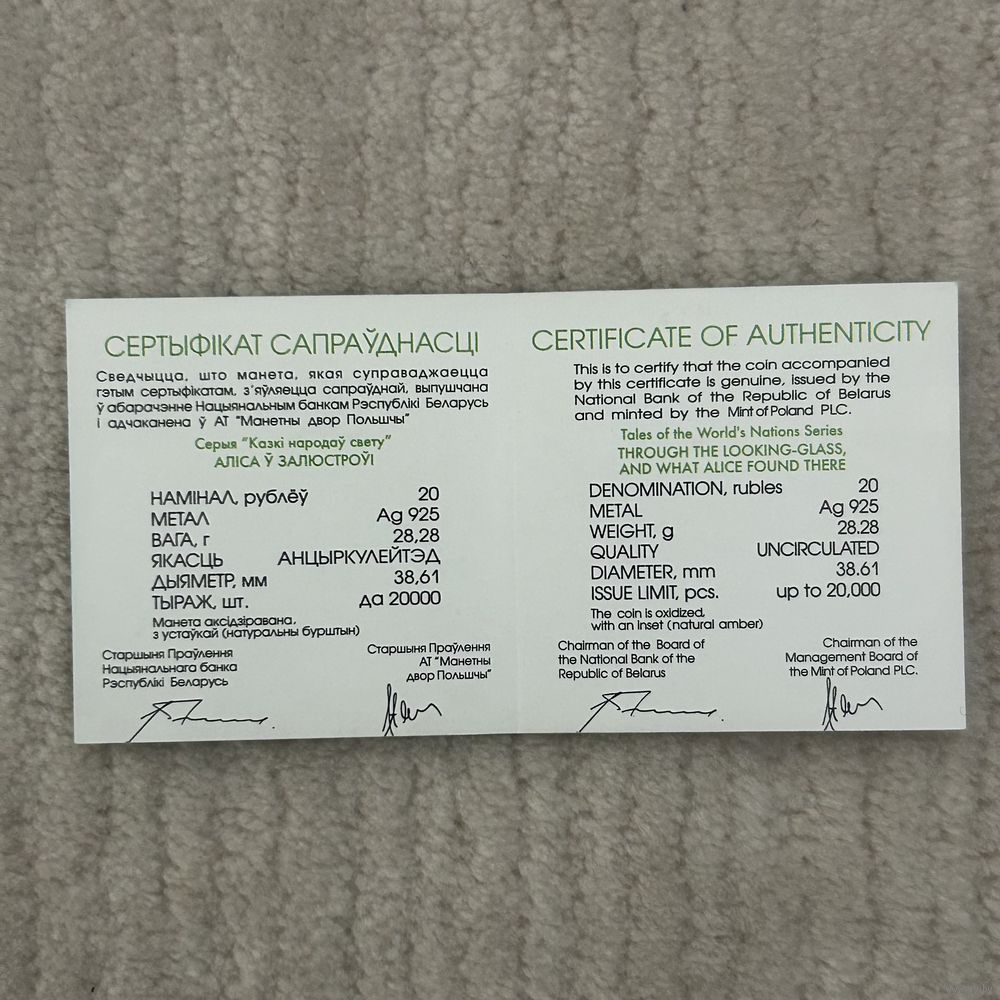 СЕРТЫФІКАТ САПРАЎДНАСЦІ
Сведчыцца, што манета, якая суправаджаецца
гэтым сертыфікатам, з'яўляецца сапраўднай, выпушчана
ў абарачэнне Нацыянальным банкам Рэспублікі Беларусь
і адчаканена ў АТ "Манетны двор Польшчы"
Серыя "Казкі народаў свету"
АЛІСА Ў ЗАЛЮСТРОЎІ
НАМІНАЛ, рублёў 20
МЕТАЛ Ag 925
ВАГА, г 28,28
ЯКАСЦЬ АНЦЫРКУЛЕЙТЭД
ДЫЯМЕТР, мм 38,61
ТЫРАЖ, шт. да 20000
Манета аксідзіравана,
з устаўкай (натуральны бурштын)
Старшыня Праўлення
Нацыянальнага банка
Рэспублікі Беларусь
Старшыня Праўлення
АТ "Манетны
двор Польшчы"
CERTIFICATE OF AUTHENTICITY
This is to certify that the coin accompanied
by this certificate is genuine, issued by the
National Bank of the Republic of Belarus
and minted by the Mint of Poland PLC.
Tales of the World's Nations Series
THROUGH THE LOOKING-GLASS,
AND WHAT ALICE FOUND THERE
DENOMINATION, rubles 20
METAL Ag 925
WEIGHT, g 28.28
QUALITY UNCIRCULATED
DIAMETER, mm 38.61
ISSUE LIMIT, pcs. up to 20,000
The coin is oxidized,
with an inset (natural amber)
Chairman of the Board of
the National Bank of the
Republic of Belarus
Chairman of the
Management Board of
the Mint of Poland PLC.